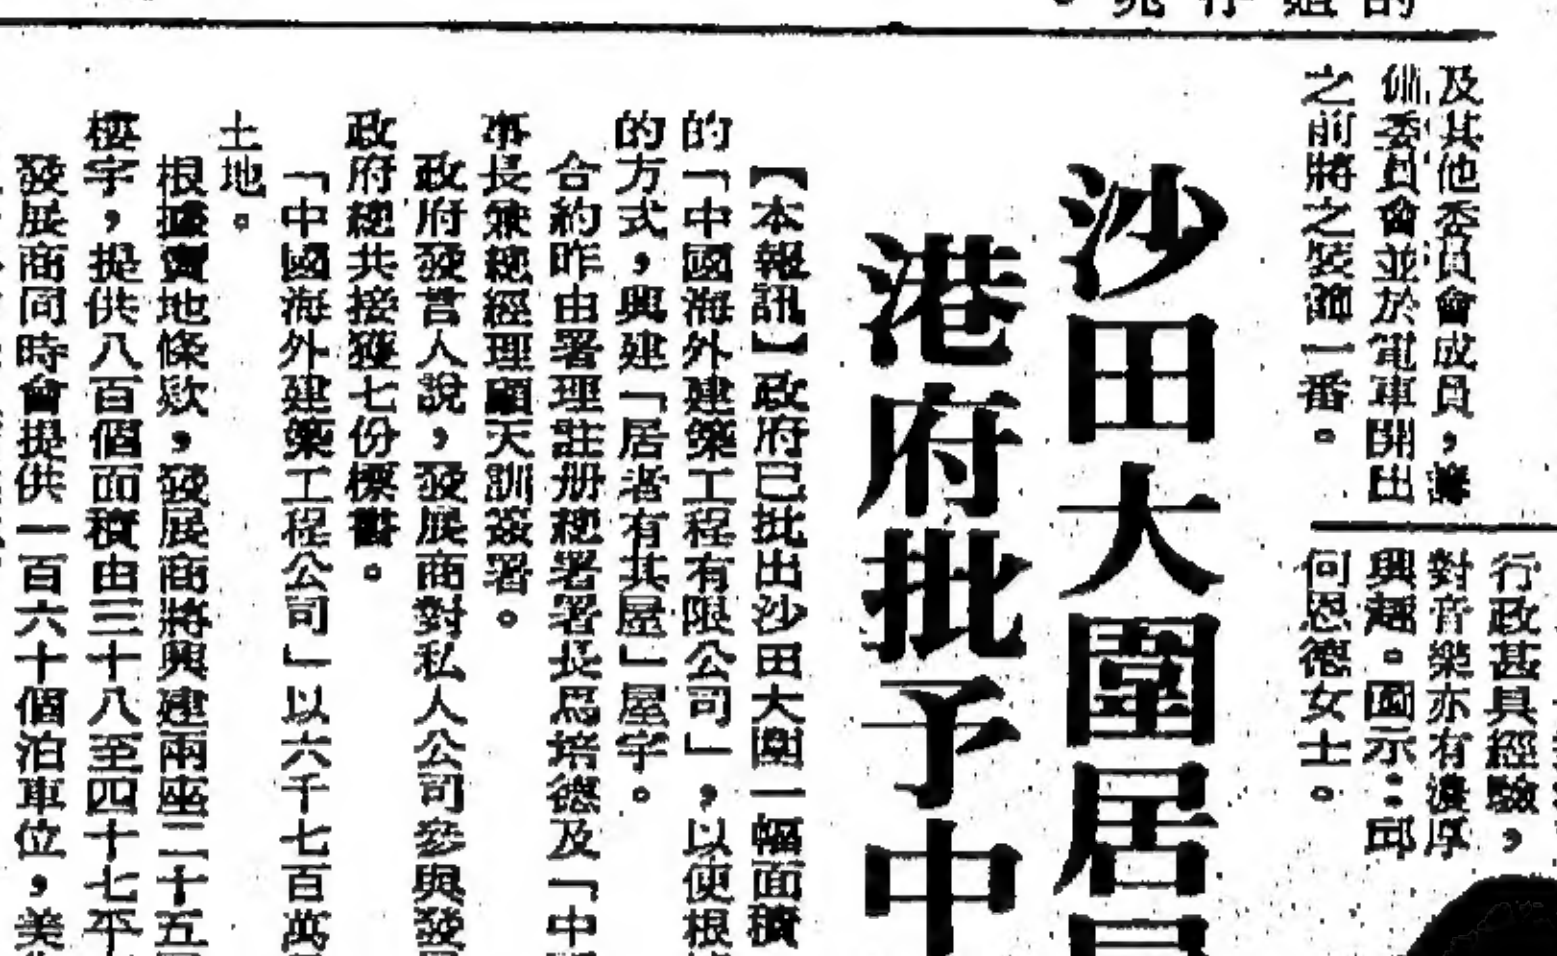 的
及其他委員會成員，
佈委員會並於電車開出
之前將之裝飾一番。
行政甚具經驗，
對音樂亦有濃厚
興趣。圖示：邱
何恩德女士。
沙田大圍居
港府批予中
【本報訊】政府已批出沙田大圍一幅面積
的「中國海外建築工程有限公司」，以便根
的方式，興建「居者有其屋」屋宇。
合約昨由署理註册總署署長馬培德及「中
事長兼總經理顧天訓簽署。
政府發言人說，發展商對私人公司參與發
政府總共接獲七份標書。
「中國海外建築工程公司」以六千七百萬
土地。
根據賣地條欵，發展商將興建兩座二十五
樓宇，提供八百個面積由三十八至四十七平
發展商同時會提供一百六十個泊車位，美